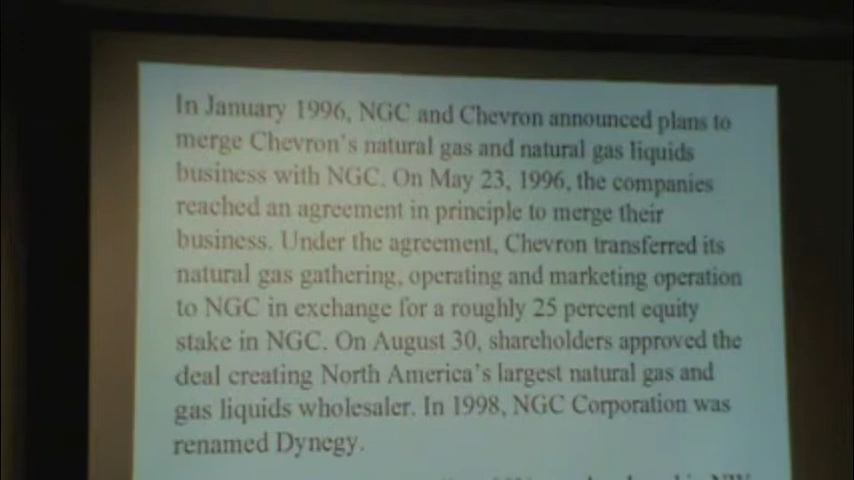 In January 1996, NGC and Chevron announced plans to
merge Chevron's natural gas and natural gas liquids
business with NGC. On May 23, 1996, the companies
reached an agreement in principle to merge their
business. Under the agreement, Chevron transferred its
natural gas gathering, operating and marketing operation
to NGC in exchange for a roughly 25 percent equity
stake in NGC. On August 30, shareholders approved the
deal creating North America's largest natural gas and
gas liquids wholesaler. In 1998, NGC Corporation was
renamed Dynegy.